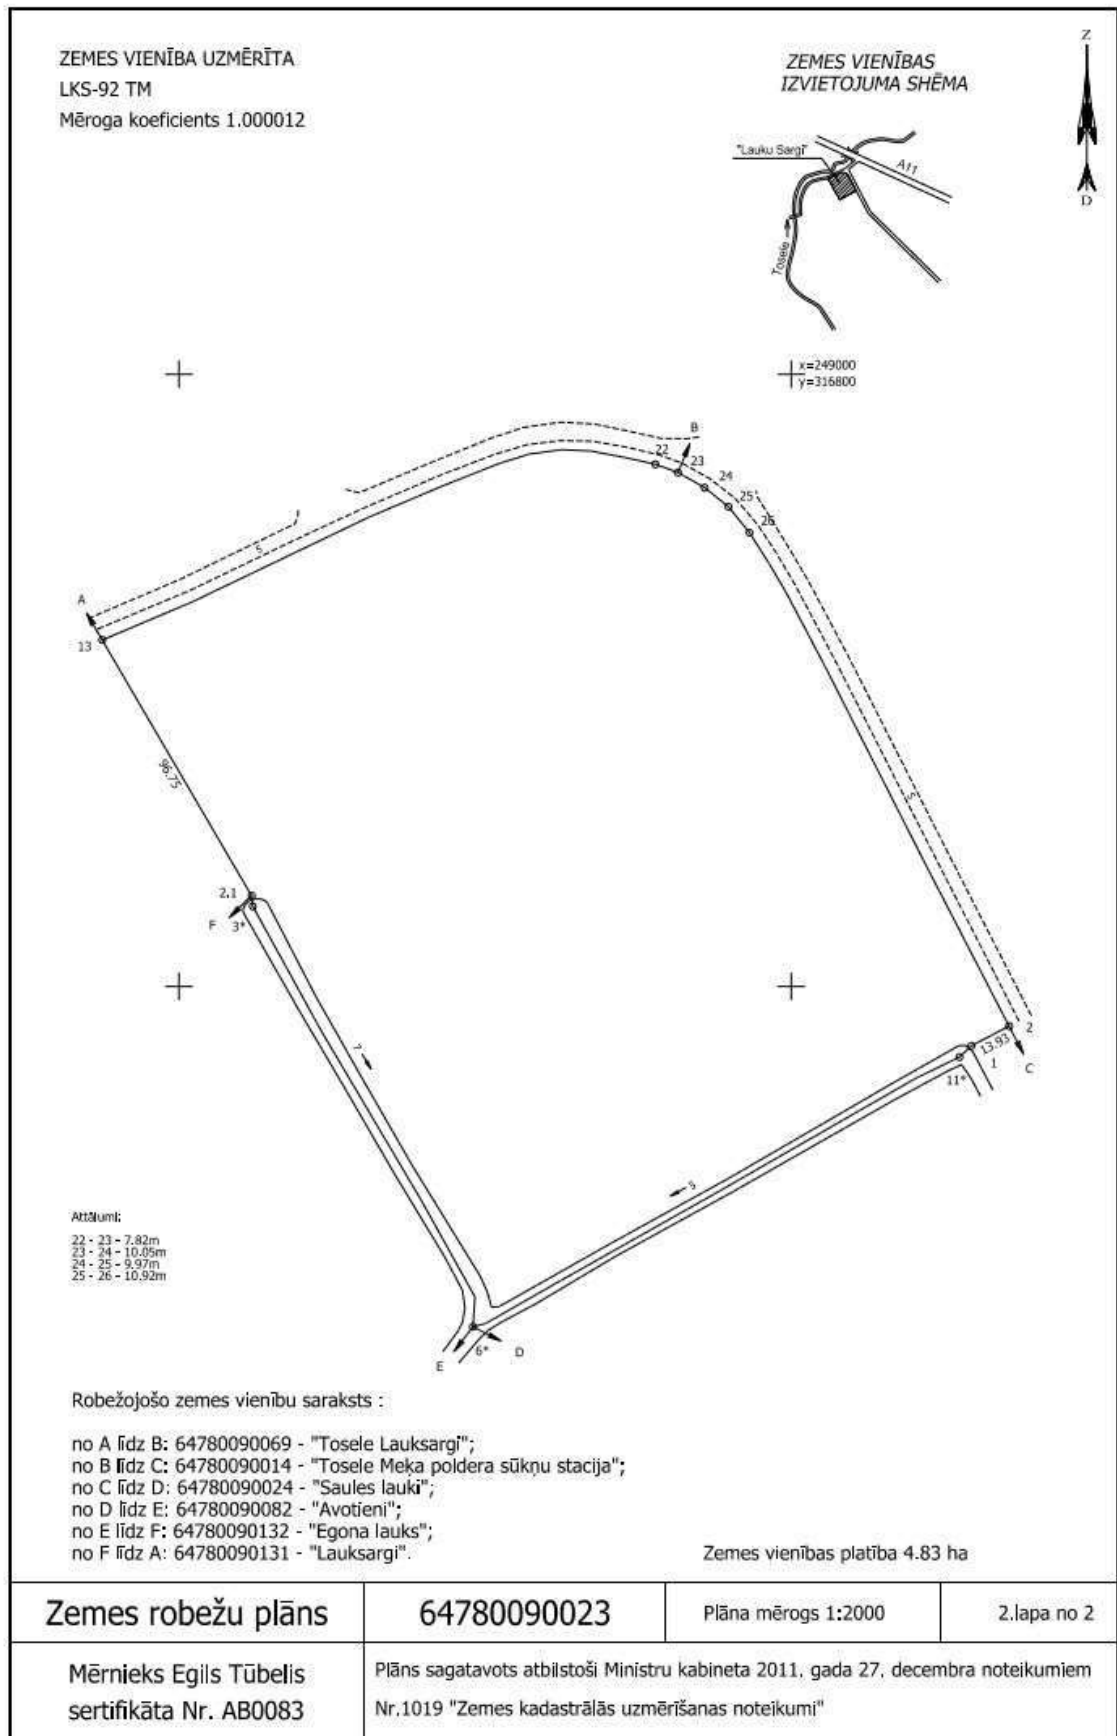 ZEMES VIENĪBA UZMĒRĪTA
LKS-92 TM
Mēroga koeficients 1.000012
ZEMES VIENĪBAS
IZVIETOJUMA SHĒMA
Z
D
"Lauku Sargi"
A11
Tosele
x=249000
y=316800
B
22
23
24
25
26
5
A
13
96.75
5
2.1
F
3*
7
2
13.93
1
C
11*
5
E
6*
D
Attālumi:
22 - 23 - 7.82m
23 - 24 - 10.05m
24 - 25 - 9.97m
25 - 26 - 10.92m
Robežojošo zemes vienību saraksts :
no A līdz B: 64780090069 - "Tosele Lauksargi";
no B līdz C: 64780090014 - "Tosele Meķa poldera sūkņu stacija";
no C līdz D: 64780090024 - "Saules lauki";
no D līdz E: 64780090082 - "Avotieni";
no E līdz F: 64780090132 - "Egona lauks";
no F līdz A: 64780090131 - "Lauksargi".
Zemes vienības platība 4.83 ha
Zemes robežu plāns
64780090023
Plāna mērogs 1:2000
2.lapa no 2
Mērnieks Egils Tūbelis
sertifikāta Nr. AB0083
Plāns sagatavots atbilstoši Ministru kabineta 2011. gada 27. decembra noteikumiem
Nr.1019 "Zemes kadastrālās uzmērīšanas noteikumi"